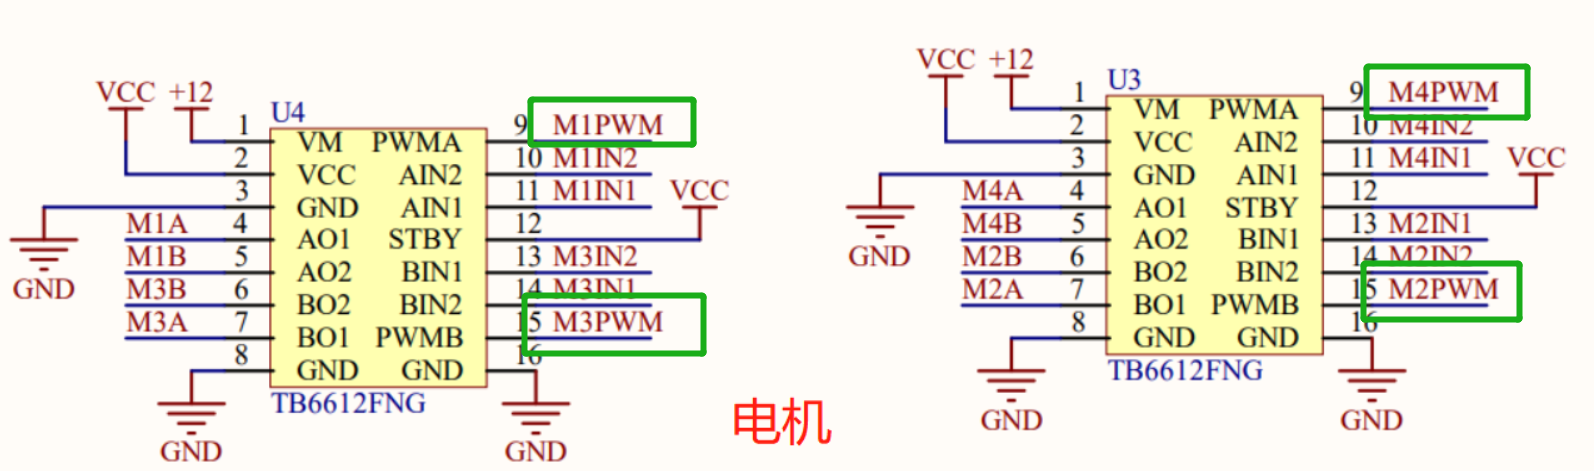 VCC +12
U4
1 VM PWMA 9 M1PWM
2 VCC AIN2 10 M1IN2
3 GND AIN1 11 M1IN1 VCC
M1A 4 AO1 STBY 12
M1B 5 AO2 BIN1 13 M3IN2
M3B 6 BO2 BIN2 14 M3IN1
M3A 7 BO1 PWMB 15 M3PWM
8 GND GND 16
GND
TB6612FNG
GND
GND
电机
VCC +12
U3
1 VM PWMA 9 M4PWM
2 VCC AIN2 10 M4IN2
3 GND AIN1 11 M4IN1 VCC
M4A 4 AO1 STBY 12
M4B 5 AO2 BIN1 13 M2IN1
M2B 6 BO2 BIN2 14 M2IN2
M2A 7 BO1 PWMB 15 M2PWM
8 GND GND 16
GND
TB6612FNG
GND
GND